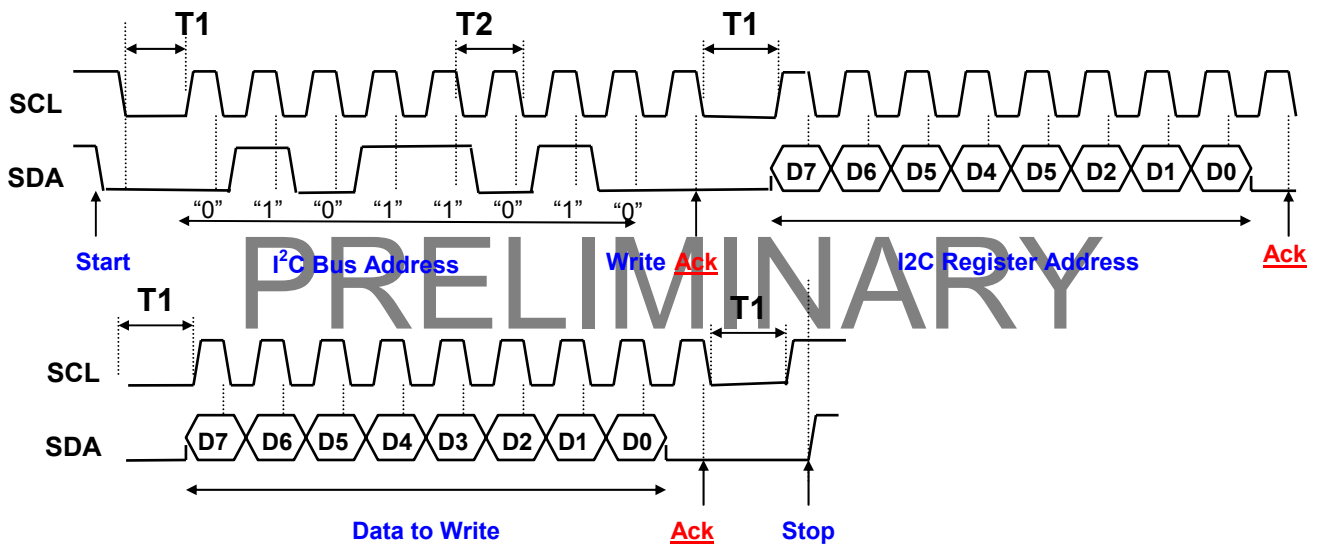 T1 T2 T1
SCL
SDA
D7 D6 D5 D4 D5 D2 D1 D0
“0” “1” “0” “1” “1” “0” “1” “0”
Start I²C Bus Address Write Ack I2C Register Address Ack
PRELIMINARY
T1 T1
SCL
SDA
D7 D6 D5 D4 D3 D2 D1 D0
Data to Write Ack Stop